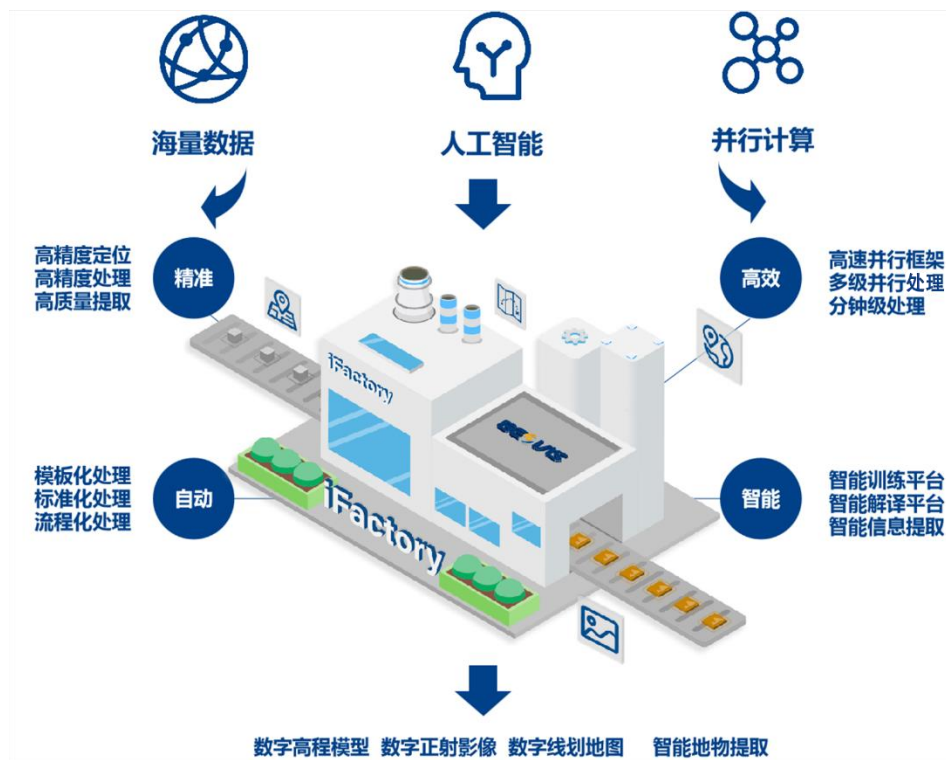 海量数据
人工智能
并行计算
高精度定位
高精度处理
高质量提取
精准
高效
高速并行框架
多级并行处理
分钟级处理
iFactory
GEOVIS
模板化处理
标准化处理
流程化处理
自动
iFactory
智能
智能训练平台
智能解译平台
智能信息提取
数字高程模型 数字正射影像 数字线划地图 智能地物提取